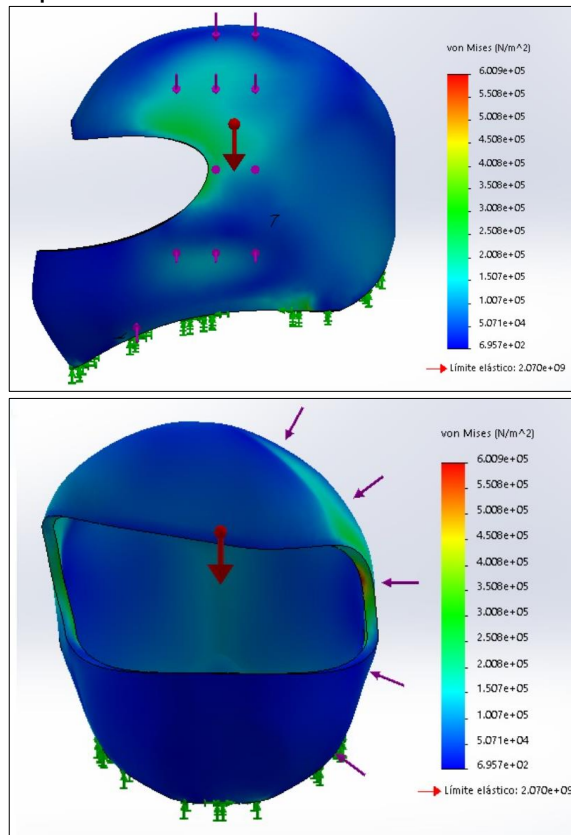 von Mises (N/m^2)
6.009e+05
5.508e+05
5.008e+05
4.508e+05
4.008e+05
3.508e+05
3.008e+05
2.508e+05
2.008e+05
1.507e+05
1.007e+05
5.071e+04
6.957e+02
Límite elástico: 2.070e+09
von Mises (N/m^2)
6.009e+05
5.508e+05
5.008e+05
4.508e+05
4.008e+05
3.508e+05
3.008e+05
2.508e+05
2.008e+05
1.507e+05
1.007e+05
5.071e+04
6.957e+02
Límite elástico: 2.070e+09